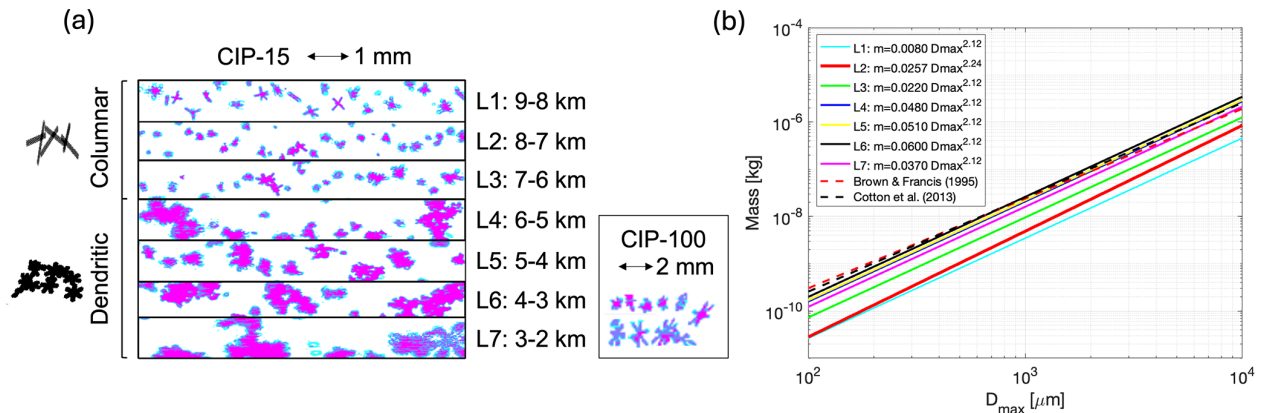 (a)
CIP-15 ↔ 1 mm
Columnar
Dendritic
L1: 9-8 km
L2: 8-7 km
L3: 7-6 km
L4: 6-5 km
L5: 5-4 km
L6: 4-3 km
L7: 3-2 km
CIP-100
↔ 2 mm
(b)
L1: m=0.0080 Dmax^2.12
L2: m=0.0257 Dmax^2.24
L3: m=0.0220 Dmax^2.12
L4: m=0.0480 Dmax^2.12
L5: m=0.0510 Dmax^2.12
L6: m=0.0600 Dmax^2.12
L7: m=0.0370 Dmax^2.12
Brown & Francis (1995)
Cotton et al. (2013)
Mass [kg]
10^-4
10^-6
10^-8
10^-10
10^2
10^3
10^4
D_max [μm]